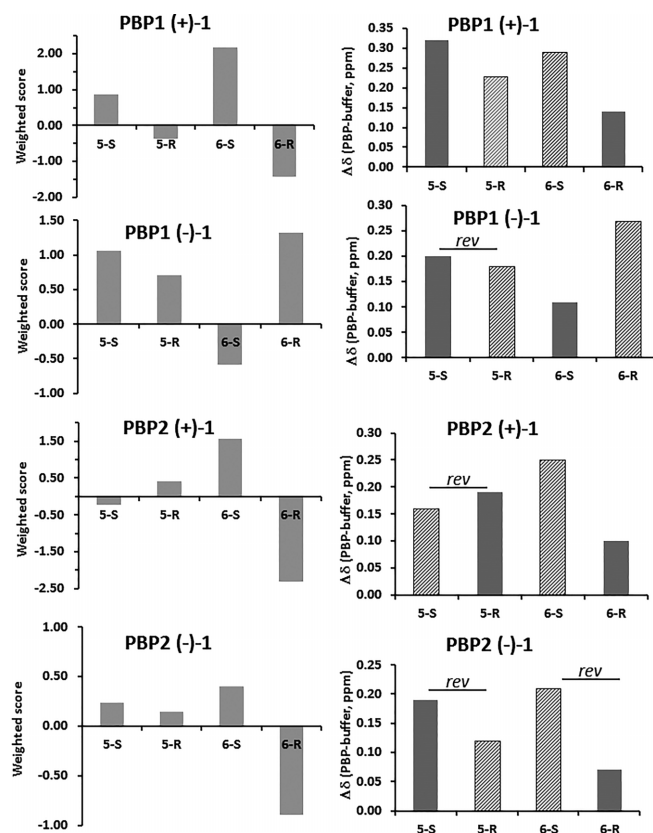 PBP1 (+)-1
Weighted score
2.00
1.00
0.00
-1.00
-2.00
5-S 5-R 6-S 6-R
PBP1 (+)-1
Δδ (PBP-buffer, ppm)
0.35
0.30
0.25
0.20
0.15
0.10
0.05
0.00
5-S 5-R 6-S 6-R
PBP1 (-)-1
Weighted score
1.50
1.00
0.50
0.00
-0.50
-1.00
5-S 5-R 6-S 6-R
PBP1 (-)-1
rev
Δδ (PBP-buffer, ppm)
0.30
0.25
0.20
0.15
0.10
0.05
0.00
5-S 5-R 6-S 6-R
PBP2 (+)-1
Weighted score
1.50
0.50
-0.50
-1.50
-2.50
5-S 5-R 6-S 6-R
PBP2 (+)-1
rev
Δδ (PBP-buffer, ppm)
0.30
0.25
0.20
0.15
0.10
0.05
0.00
5-S 5-R 6-S 6-R
PBP2 (-)-1
Weighted score
1.00
0.50
0.00
-0.50
-1.00
5-S 5-R 6-S 6-R
PBP2 (-)-1
rev rev
Δδ (PBP-buffer, ppm)
0.25
0.20
0.15
0.10
0.05
0.00
5-S 5-R 6-S 6-R